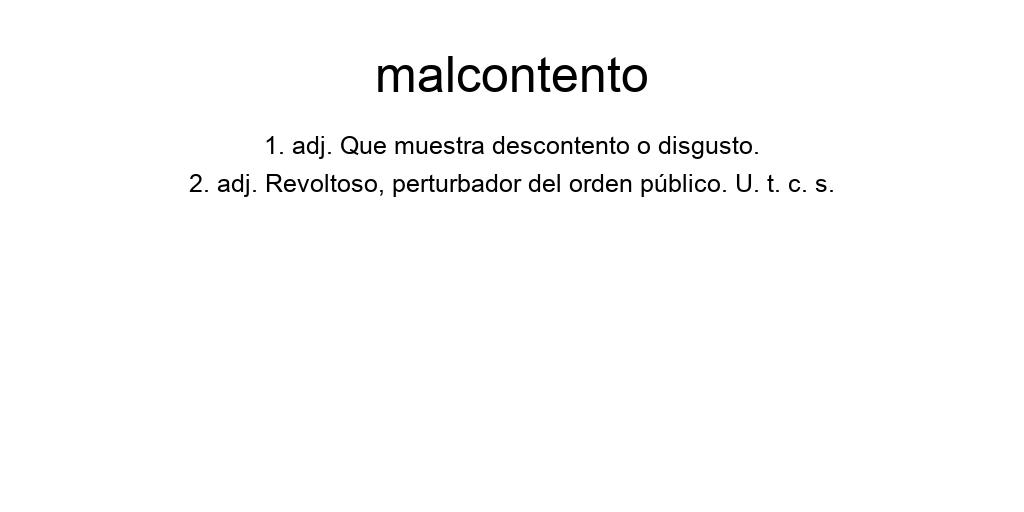 malcontento
1. adj. Que muestra descontento o disgusto.
2. adj. Revoltoso, perturbador del orden público. U. t. c. s.